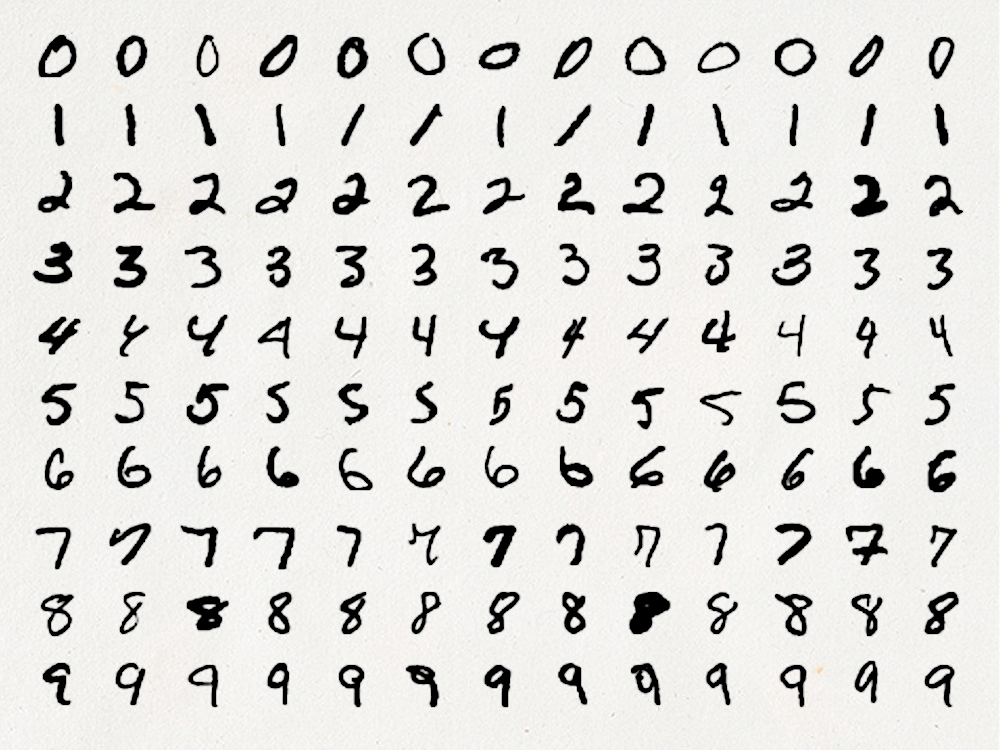 0 0 0 0 0 0 0 0 0 0 0 0 0
1 1 1 1 1 1 1 1 1 1 1 1 1
2 2 2 2 2 2 2 2 2 2 2 2 2
3 3 3 3 3 3 3 3 3 3 3 3 3
4 4 4 4 4 4 4 4 4 4 4 4 4
5 5 5 5 5 5 5 5 5 5 5 5 5
6 6 6 6 6 6 6 6 6 6 6 6 6
7 7 7 7 7 7 7 7 7 7 7 7 7
8 8 8 8 8 8 8 8 8 8 8 8 8
9 9 9 9 9 9 9 9 9 9 9 9 9